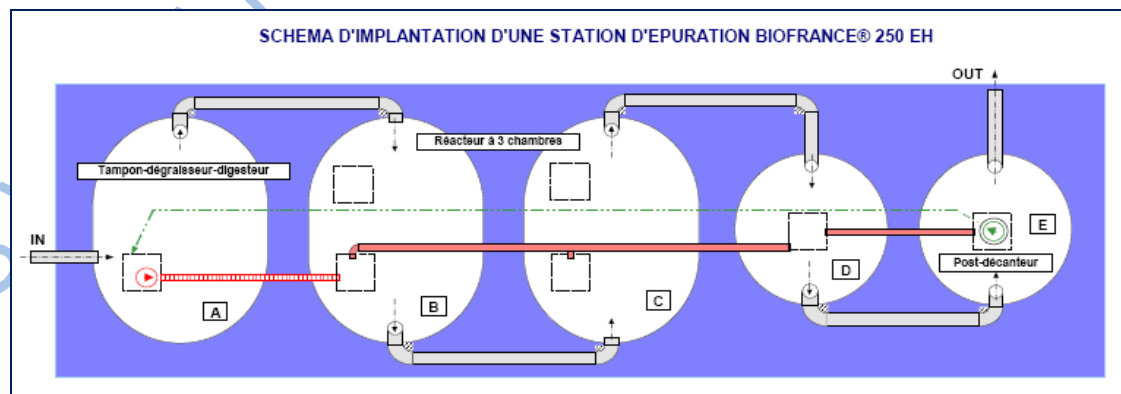 SCHEMA D'IMPLANTATION D'UNE STATION D'EPURATION BIOFRANCE® 250 EH
OUT
Réacteur à 3 chambres
Tampon-dégraisseur-digesteur
IN
E
Post-décanteur
D
C
B
A